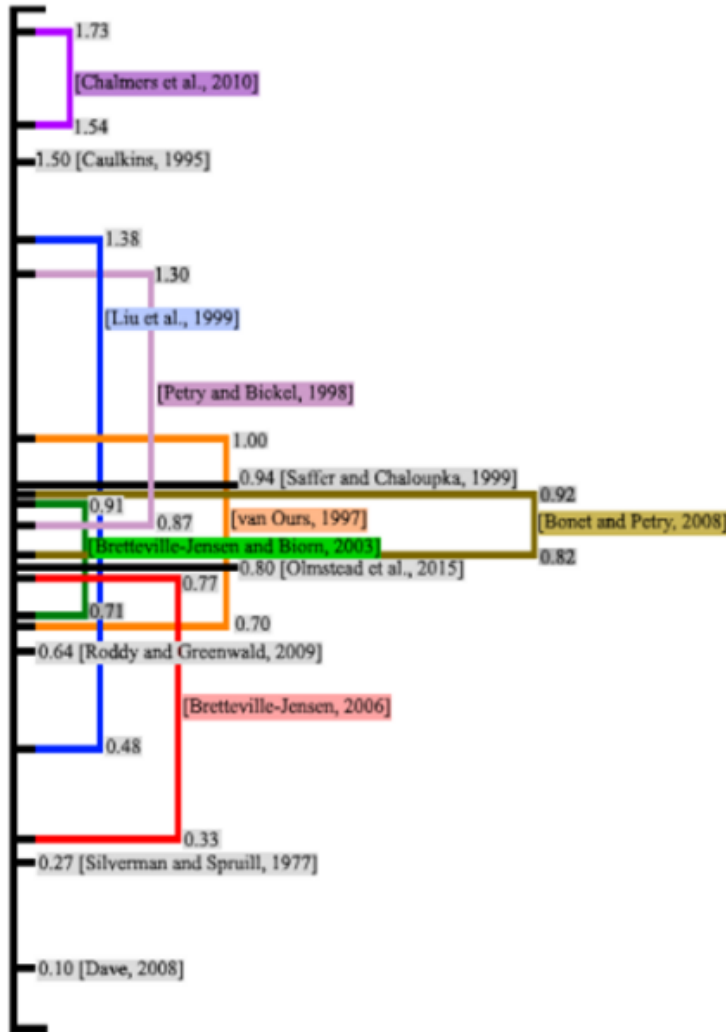 1.73
[Chalmers et al., 2010]
1.54
1.50 [Caulkins, 1995]
1.38
1.30
[Liu et al., 1999]
[Petry and Bickel, 1998]
1.00
0.94 [Saffer and Chaloupka, 1999]
0.92
0.91
[van Ours, 1997]
[Bonet and Petry, 2008]
0.87
[Bretteville-Jensen and Biorn, 2003]
0.82
0.80 [Olmstead et al., 2015]
0.77
0.71
0.70
0.64 [Roddy and Greenwald, 2009]
[Bretteville-Jensen, 2006]
0.48
0.33
0.27 [Silverman and Spruill, 1977]
0.10 [Dave, 2008]